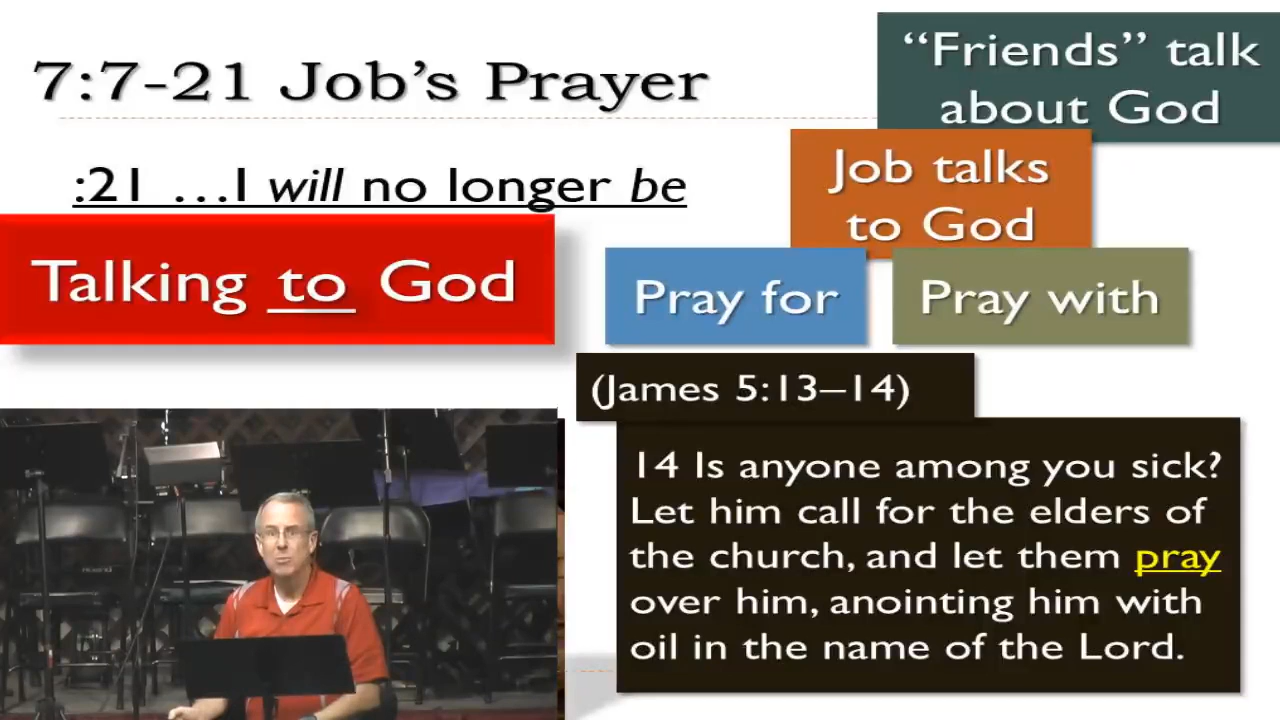 7:7-21 Job's Prayer
“Friends” talk
about God
:21 …I will no longer be
Job talks
to God
Talking to God
Pray for
Pray with
(James 5:13–14)
14 Is anyone among you sick?
Let him call for the elders of
the church, and let them pray
over him, anointing him with
oil in the name of the Lord.